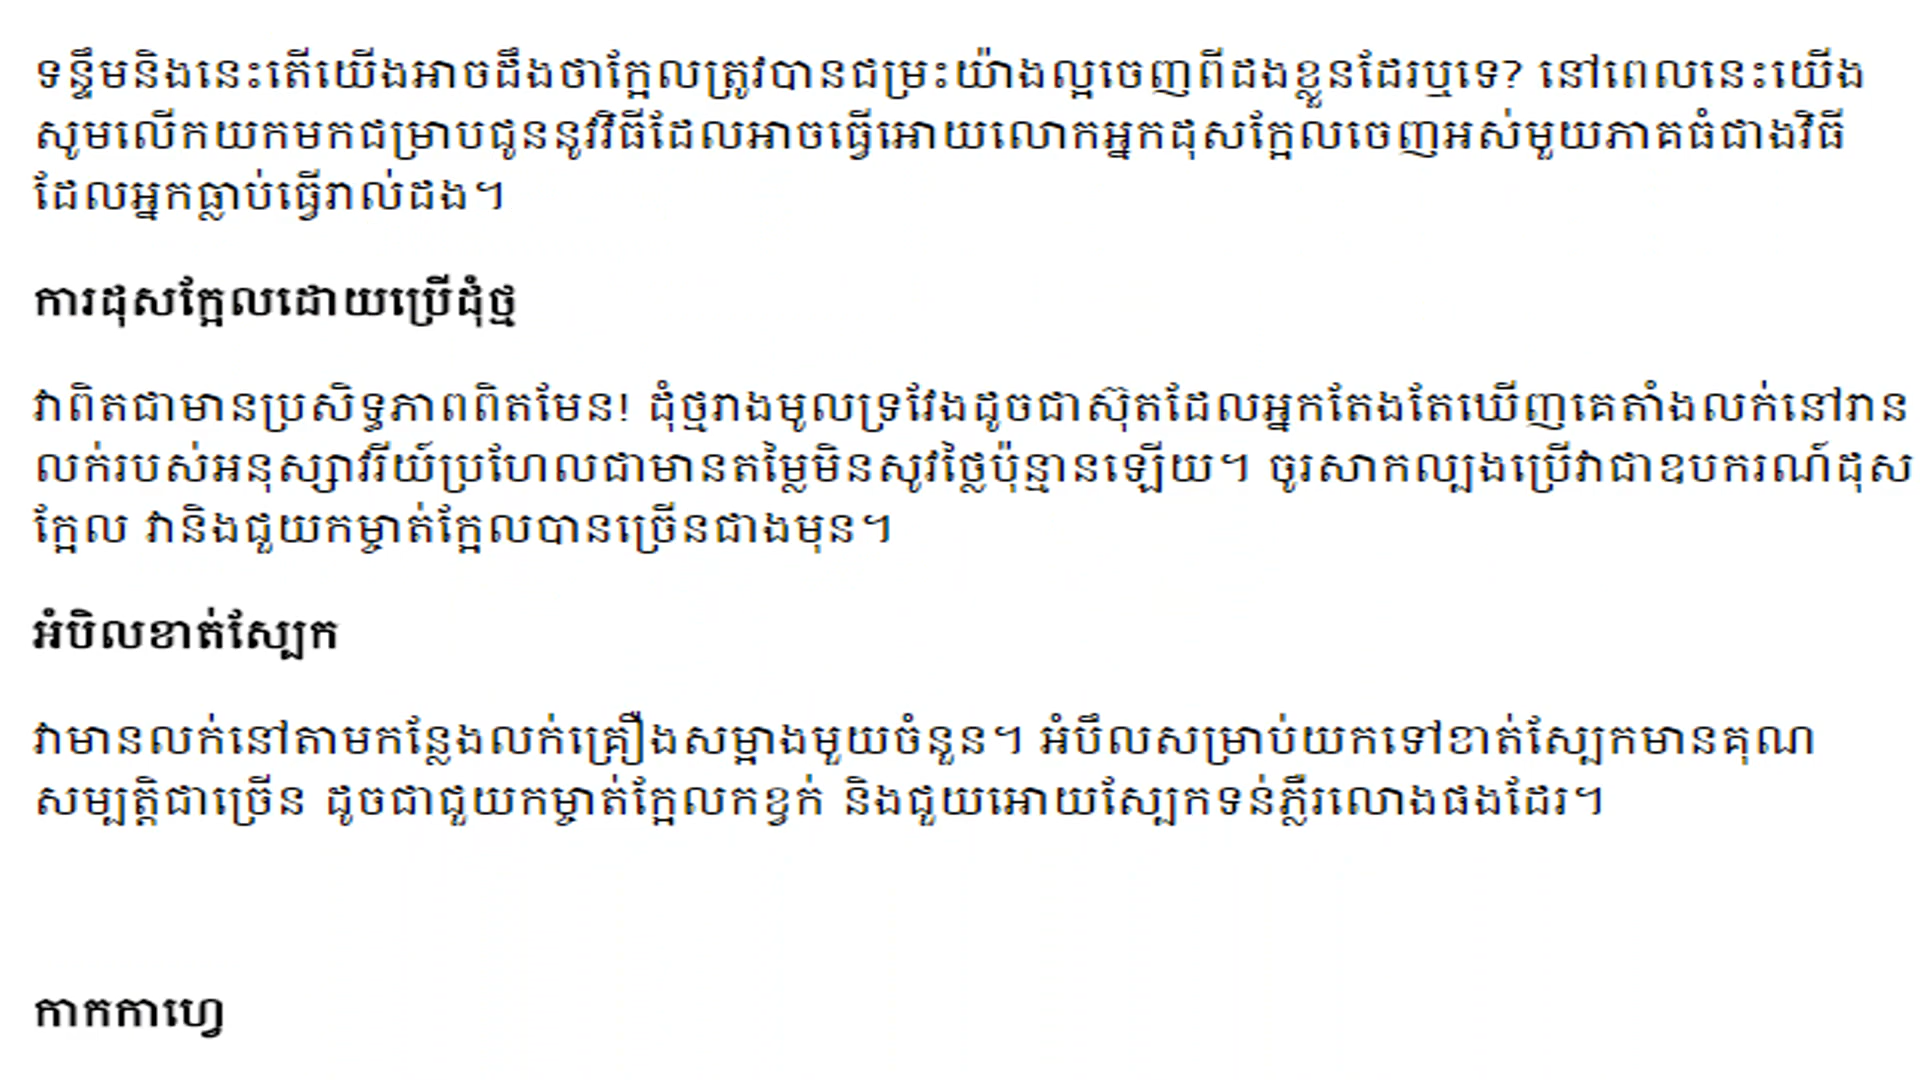 ទន្ទឹមនិងនេះតើយើងអាចដឹងថាក្អែលត្រូវបានជម្រះយ៉ាងល្អចេញពីដងខ្លួនដែរឬទេ? នៅពេលនេះយើង
សូមលើកយកមកជម្រាបជូននូវវិធីដែលអាចធ្វើអោយលោកអ្នកដុសក្អែលចេញអស់មួយភាគធំជាងវិធី
ដែលអ្នកធ្លាប់ធ្វើរាល់ដង។
ការដុសក្អែលដោយប្រើដុំថ្ម
វាពិតជាមានប្រសិទ្ធភាពពិតមែន! ដុំថ្មរាងមូលទ្រវែងដូចជាស៊ុតដែលអ្នកតែងតែឃើញគេតាំងលក់នៅរាន
លក់របស់អនុស្សាវរីយ៍ប្រហែលជាមានតម្លៃមិនសូវថ្លៃប៉ុន្មានឡើយ។ ចូរសាកល្បងប្រើវាជាឧបករណ៍ដុស
ក្អែល វានិងជួយកម្ចាត់ក្អែលបានច្រើនជាងមុន។
អំបិលខាត់ស្បែក
វាមានលក់នៅតាមកន្លែងលក់គ្រឿងសម្អាងមួយចំនួន។ អំបឹលសម្រាប់យកទៅខាត់ស្បែកមានគុណ
សម្បត្តិជាច្រើន ដូចជាជួយកម្ចាត់ក្អែលកខ្វក់ និងជួយអោយស្បែកទន់ភ្លឺរលោងផងដែរ។
កាកកាហ្វេ